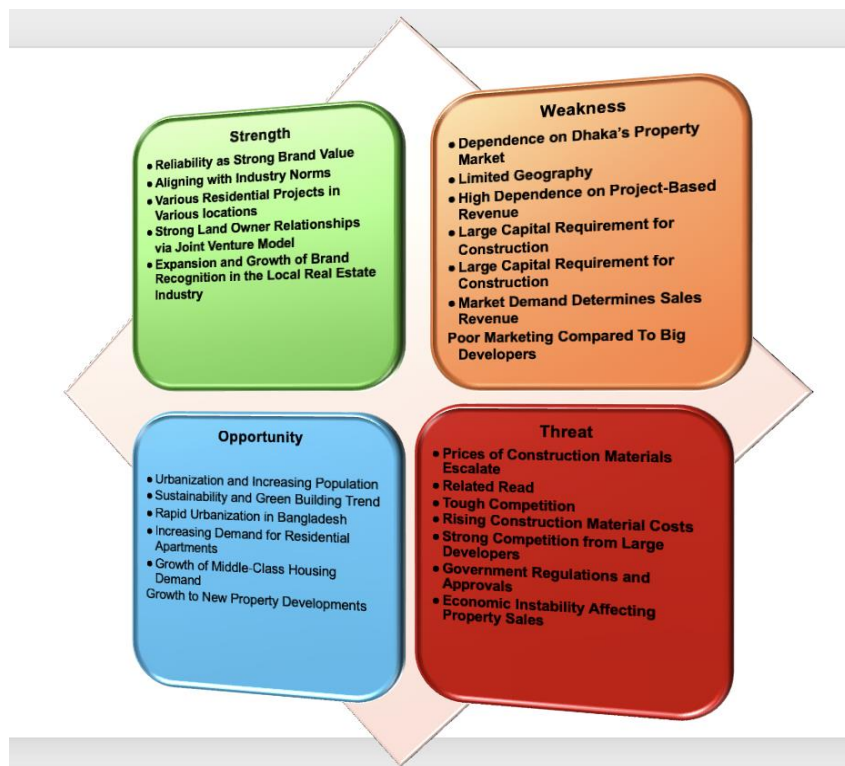 Strength
• Reliability as Strong Brand Value
• Aligning with Industry Norms
• Various Residential Projects in
Various locations
• Strong Land Owner Relationships
via Joint Venture Model
• Expansion and Growth of Brand
Recognition in the Local Real Estate
Industry
Weakness
• Dependence on Dhaka's Property
Market
• Limited Geography
• High Dependence on Project-Based
Revenue
• Large Capital Requirement for
Construction
• Large Capital Requirement for
Construction
• Market Demand Determines Sales
Revenue
Poor Marketing Compared To Big
Developers
Opportunity
• Urbanization and Increasing Population
• Sustainability and Green Building Trend
• Rapid Urbanization in Bangladesh
• Increasing Demand for Residential
Apartments
• Growth of Middle-Class Housing
Demand
Growth to New Property Developments
Threat
• Prices of Construction Materials
Escalate
• Related Read
• Tough Competition
• Rising Construction Material Costs
• Strong Competition from Large
Developers
• Government Regulations and
Approvals
• Economic Instability Affecting
Property Sales